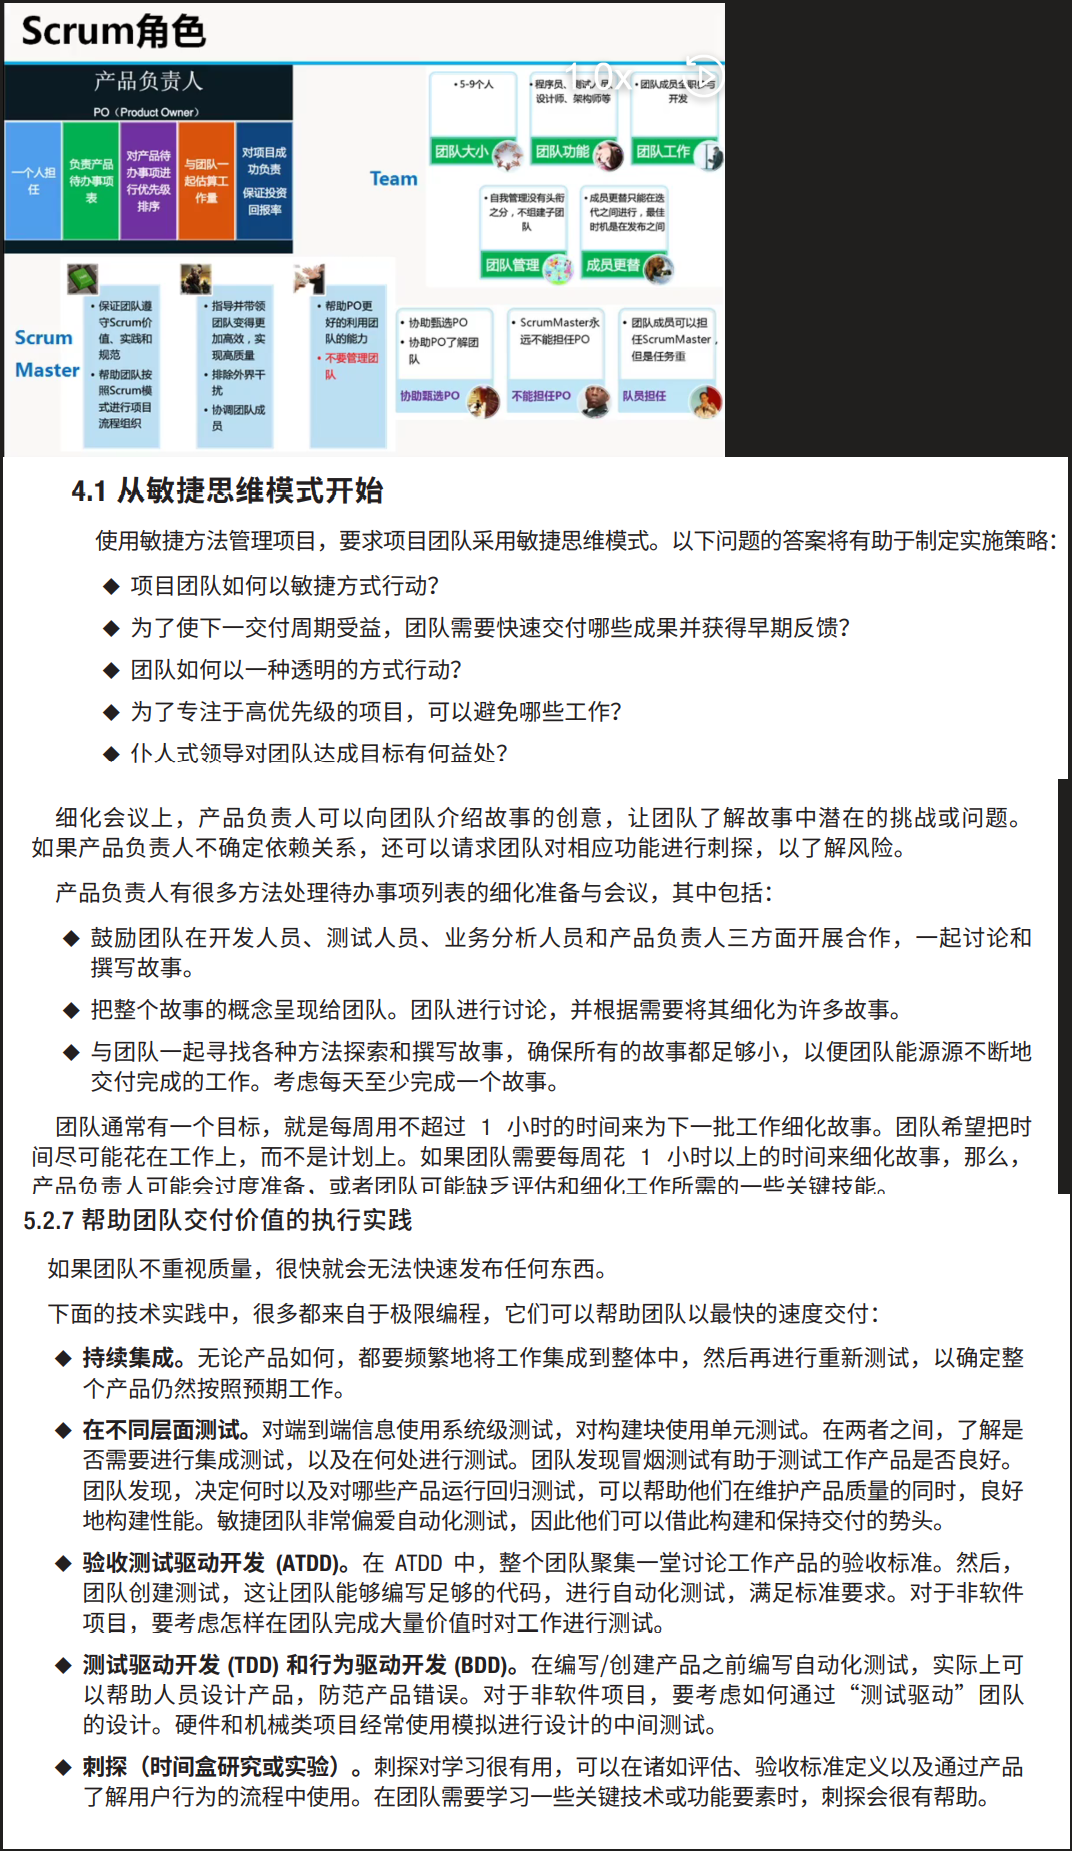 Scrum角色
产品负责人
PO（Product Owner）
一个人担
任
负责产品
待办事项
表
对产品待
办事项进
行优先级
排序
与团队一
起估算工
作量
对项目成
功负责
保证投资
回报率
Team
• 5-9个人
团队大小
• 程序员、测试人员、
设计师、架构师等
团队功能
• 团队成员全职参与
开发
团队工作
1.0x
• 自我管理没有头衔
之分，不组建子团
队
团队管理
• 成员更替只能在迭
代之间进行，最佳
时机是在发布之间
成员更替
Scrum
Master
• 保证团队遵
守Scrum价
值、实践和
规范
• 帮助团队按
照Scrum模
式进行项目
流程组织
• 指导并带领
团队变得更
加高效，实
现高质量
• 排除外界干
扰
• 协调团队成
员
• 帮助PO更
好的利用团
队的能力
• 不要管理团
队
• 协助甄选PO
• 协助PO了解团
队
协助甄选PO
• ScrumMaster永
远不能担任PO
不能担任PO
• 团队成员可以担
任ScrumMaster，
但是任务重
队员担任
4.1 从敏捷思维模式开始
使用敏捷方法管理项目，要求项目团队采用敏捷思维模式。以下问题的答案将有助于制定实施策略：
◆ 项目团队如何以敏捷方式行动？
◆ 为了使下一交付周期受益，团队需要快速交付哪些成果并获得早期反馈？
◆ 团队如何以一种透明的方式行动？
◆ 为了专注于高优先级的项目，可以避免哪些工作？
◆ 仆人式领导对团队达成目标有何益处？
细化会议上，产品负责人可以向团队介绍故事的创意，让团队了解故事中潜在的挑战或问题。
如果产品负责人不确定依赖关系，还可以请求团队对相应功能进行刺探，以了解风险。
产品负责人有很多方法处理待办事项列表的细化准备与会议，其中包括：
◆ 鼓励团队在开发人员、测试人员、业务分析人员和产品负责人三方面开展合作，一起讨论和
撰写故事。
◆ 把整个故事的概念呈现给团队。团队进行讨论，并根据需要将其细化为许多故事。
◆ 与团队一起寻找各种方法探索和撰写故事，确保所有的故事都足够小，以便团队能源源不断地
交付完成的工作。考虑每天至少完成一个故事。
团队通常有一个目标，就是每周用不超过 1 小时的时间来为下一批工作细化故事。团队希望把时
间尽可能花在工作上，而不是计划上。如果团队需要每周花 1 小时以上的时间来细化故事，那么，
产品负责人可能会过度准备，或者团队可能缺乏评估和细化工作所需的一些关键技能。
5.2.7 帮助团队交付价值的执行实践
如果团队不重视质量，很快就会无法快速发布任何东西。
下面的技术实践中，很多都来自于极限编程，它们可以帮助团队以最快的速度交付：
◆ 持续集成。无论产品如何，都要频繁地将工作集成到整体中，然后再进行重新测试，以确定整
个产品仍然按照预期工作。
◆ 在不同层面测试。对端到端信息使用系统级测试，对构建块使用单元测试。在两者之间，了解是
否需要进行集成测试，以及在何处进行测试。团队发现冒烟测试有助于测试工作产品是否良好。
团队发现，决定何时以及对哪些产品运行回归测试，可以帮助他们在维护产品质量的同时，良好
地构建性能。敏捷团队非常偏爱自动化测试，因此他们可以借此构建和保持交付的势头。
◆ 验收测试驱动开发 (ATDD)。在 ATDD 中，整个团队聚集一堂讨论工作产品的验收标准。然后，
团队创建测试，这让团队能够编写足够的代码，进行自动化测试，满足标准要求。对于非软件
项目，要考虑怎样在团队完成大量价值时对工作进行测试。
◆ 测试驱动开发 (TDD) 和行为驱动开发 (BDD)。在编写/创建产品之前编写自动化测试，实际上可
以帮助人员设计产品，防范产品错误。对于非软件项目，要考虑如何通过“测试驱动”团队
的设计。硬件和机械类项目经常使用模拟进行设计的中间测试。
◆ 刺探（时间盒研究或实验）。刺探对学习很有用，可以在诸如评估、验收标准定义以及通过产品
了解用户行为的流程中使用。在团队需要学习一些关键技术或功能要素时，刺探会很有帮助。